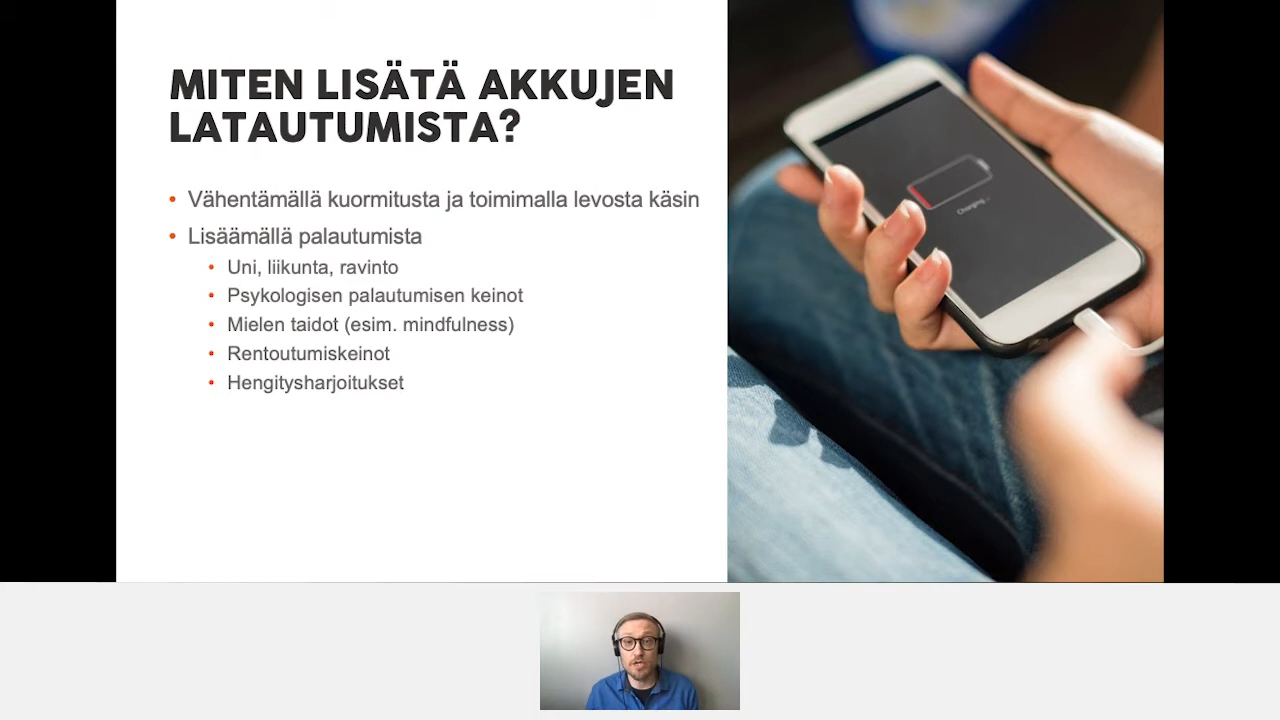 MITEN LISÄTÄ AKKUJEN
LATAUTUMISTA?
• Vähentämällä kuormitusta ja toimimalla levosta käsin
• Lisäämällä palautumista
• Uni, liikunta, ravinto
• Psykologisen palautumisen keinot
• Mielen taidot (esim. mindfulness)
• Rentoutumiskeinot
• Hengitysharjoitukset
Charging...